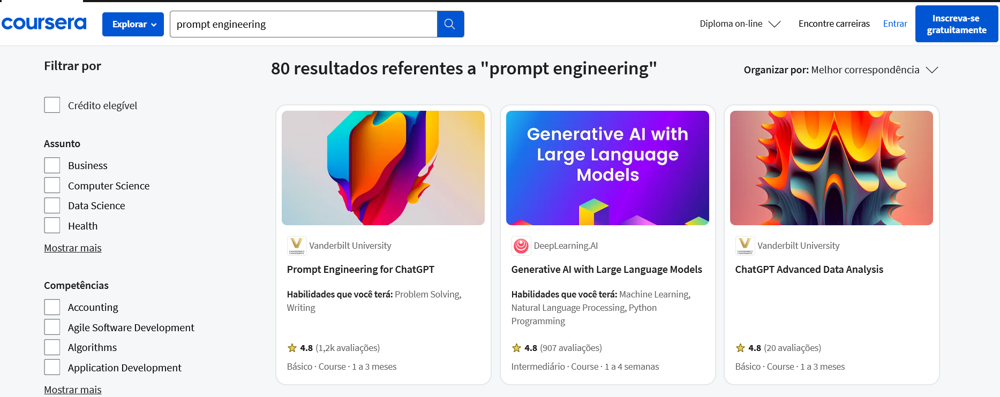 coursera
Explorar
prompt engineering
Diploma on-line
Encontre carreiras
Entrar
Inscreva-se
gratuitamente
Filtrar por
Crédito elegível
Assunto
Business
Computer Science
Data Science
Health
Mostrar mais
Competências
Accounting
Agile Software Development
Algorithms
Application Development
Mostrar mais
80 resultados referentes a "prompt engineering"
Organizar por: Melhor correspondência
VANDERBILT
UNIVERSITY
Vanderbilt University
Prompt Engineering for ChatGPT
Habilidades que você terá: Problem Solving,
Writing
4.8 (1,2k avaliações)
Básico · Course · 1 a 3 meses
Generative AI with
Large Language
Models
DeepLearning.AI
Generative AI with Large Language Models
Habilidades que você terá: Machine Learning,
Natural Language Processing, Python
Programming
4.8 (907 avaliações)
Intermediário · Course · 1 a 4 semanas
VANDERBILT
UNIVERSITY
Vanderbilt University
ChatGPT Advanced Data Analysis
4.8 (20 avaliações)
Básico · Course · 1 a 3 meses